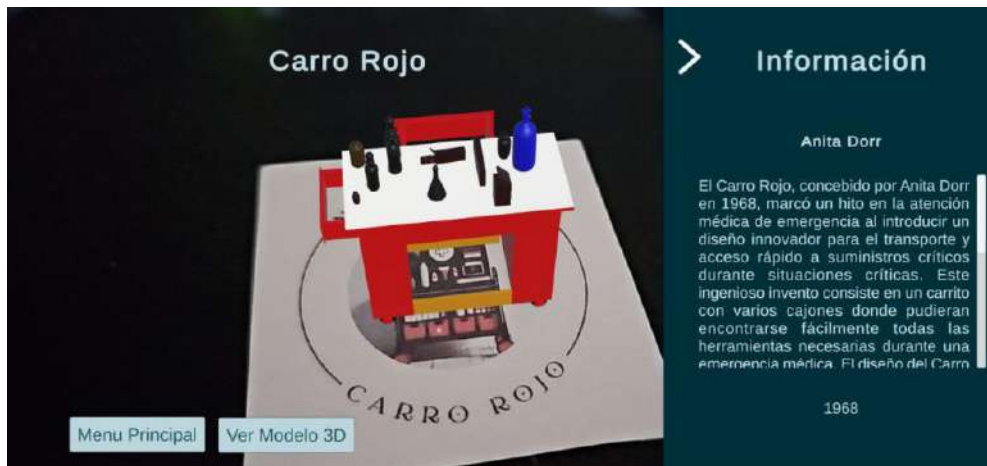 Carro Rojo
CARRO ROJO
Menu Principal
Ver Modelo 3D
Información
Anita Dorr
El Carro Rojo, concebido por Anita Dorr
en 1968, marcó un hito en la atención
médica de emergencia al introducir un
diseño innovador para el transporte y
acceso rápido a suministros críticos
durante situaciones críticas. Este
ingenioso invento consiste en un carrito
con varios cajones donde pudieran
encontrarse fácilmente todas las
herramientas necesarias durante una
emergencia médica. El diseño del Carro
1968